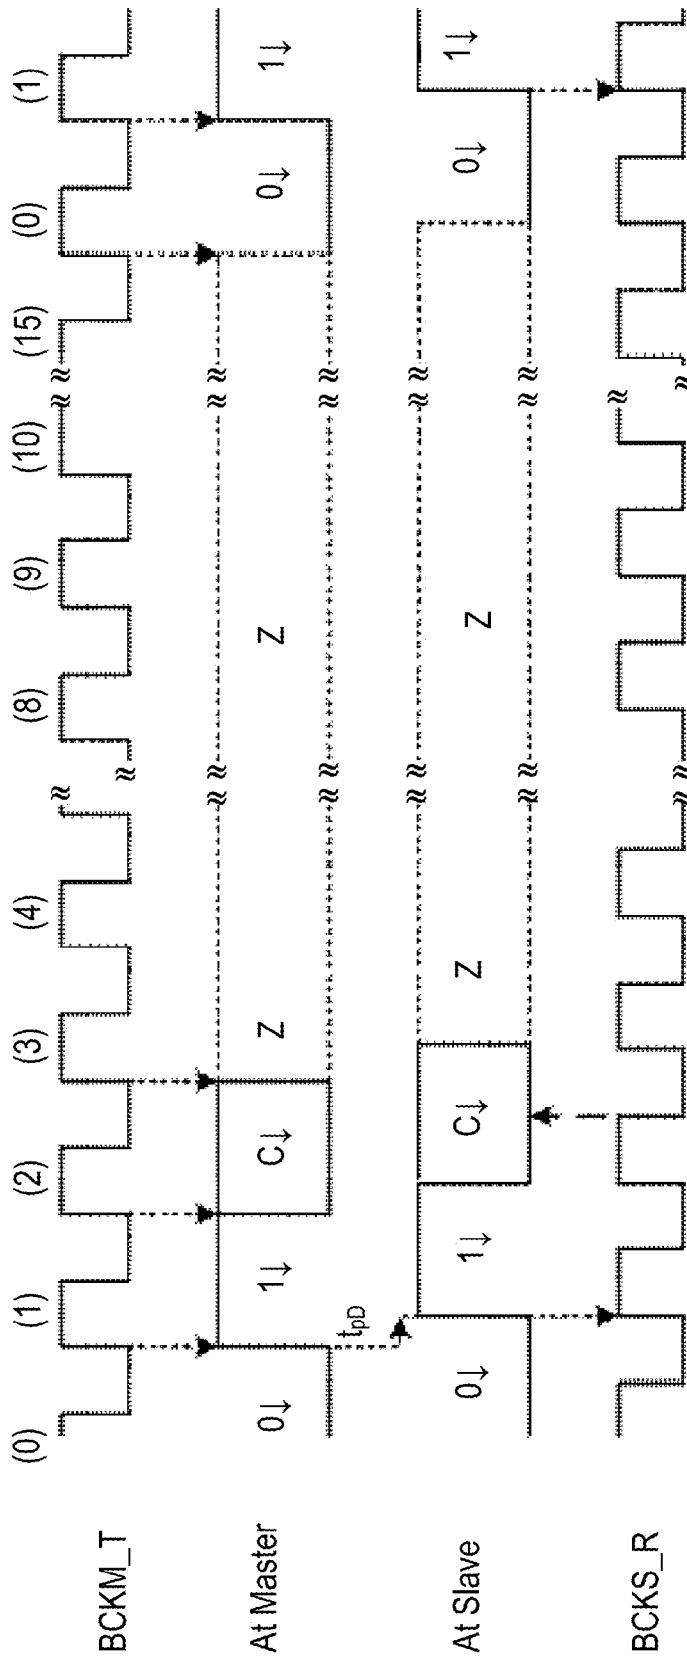 (0) (1) (2) (3) (4) (8) (9) (10) (15) (0) (1)
BCKM_T
≈ ≈ ≈ ≈ ≈ ≈
At Master 0↓ 1↓ C↓ Z Z 0↓ 1↓
≈ ≈ ≈ ≈
tpD
At Slave 0↓ 1↓ C↓ Z Z 0↓ 1↓
≈ ≈ ≈ ≈
BCKS_R
≈ ≈ ≈ ≈